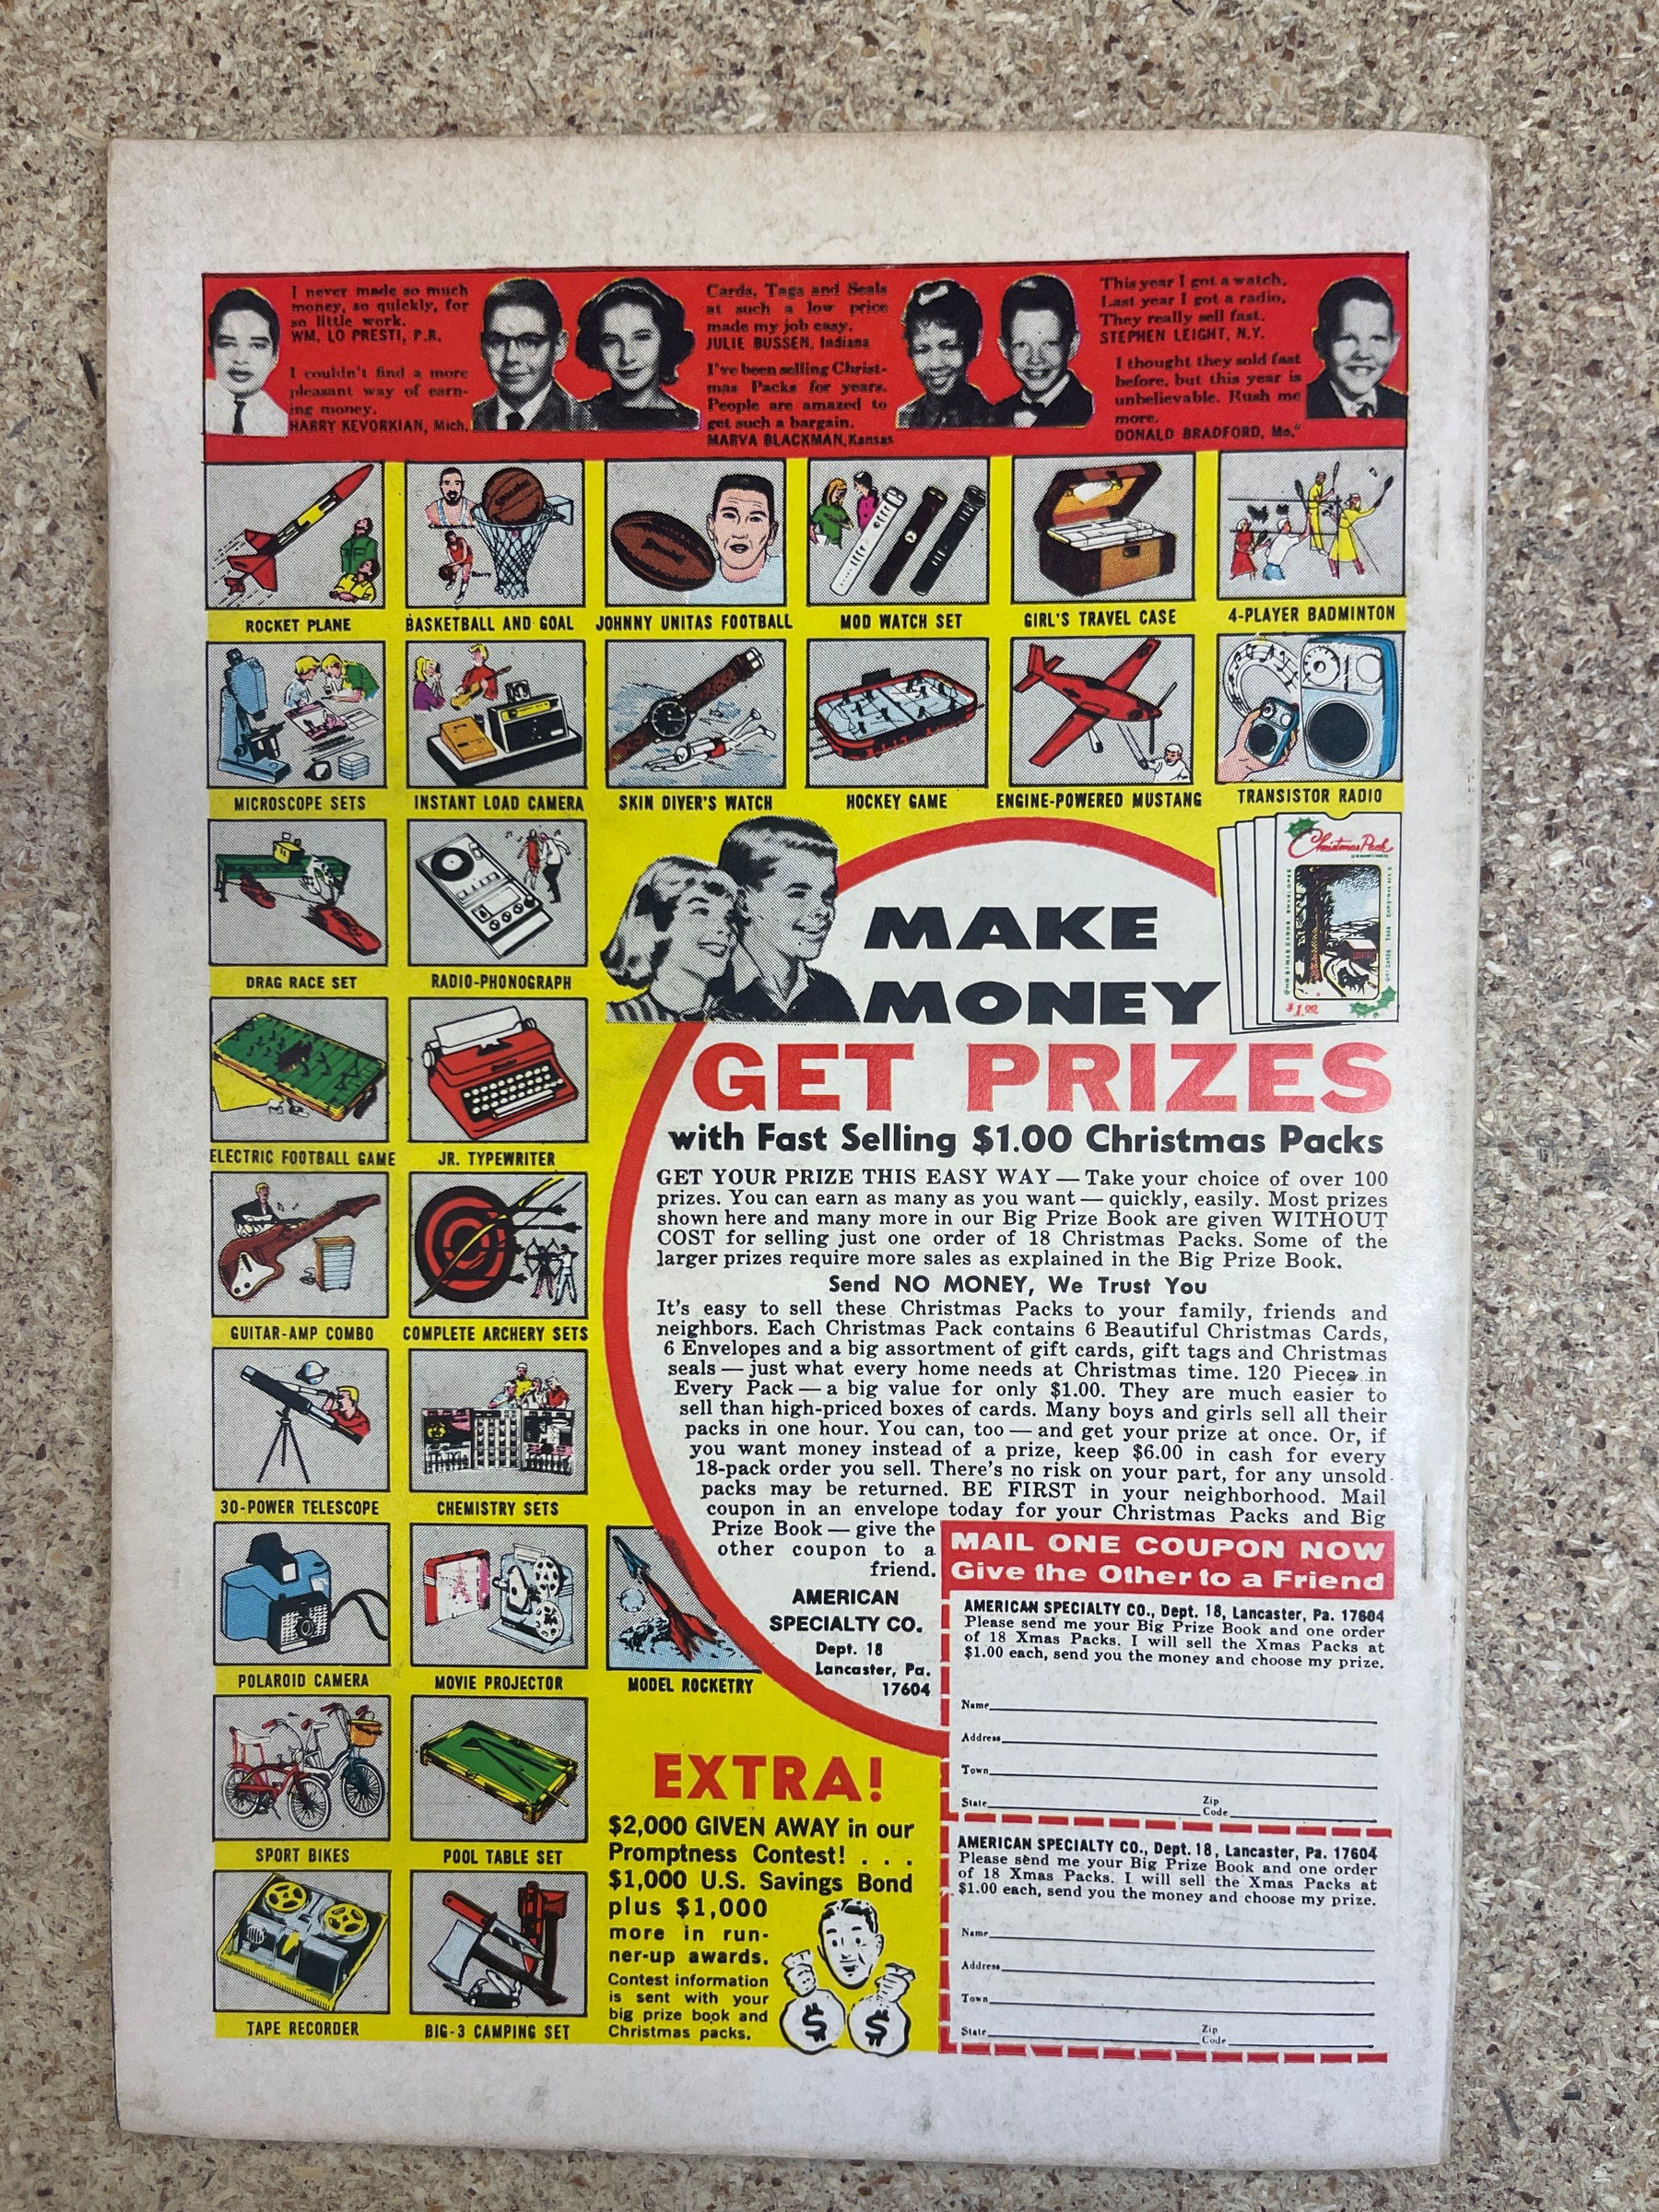 I never made so much
money, so quickly, for
so little work.
WM. LO PRESTI, P.R.
I couldn't find a more
pleasant way of earn-
ing money.
HARRY KEVORKIAN, Mich.
Cards, Tags and Seals
at such a low price
made my job easy.
JULIE BUSSEN, Indiana
I've been selling Christ-
mas Packs for years.
People are amazed to
get such a bargain.
MARVA BLACKMAN, Kansas
"This year I got a watch.
Last year I got a radio.
They really sell fast.
STEPHEN LEIGHT, N.Y.
I thought they sold fast
before, but this year is
unbelievable. Rush me
more.
DONALD BRADFORD, Mo."
ROCKET PLANE
BASKETBALL AND GOAL
JOHNNY UNITAS FOOTBALL
MOD WATCH SET
GIRL'S TRAVEL CASE
4-PLAYER BADMINTON
MICROSCOPE SETS
INSTANT LOAD CAMERA
SKIN DIVER'S WATCH
HOCKEY GAME
ENGINE-POWERED MUSTANG
TRANSISTOR RADIO
DRAG RACE SET
RADIO-PHONOGRAPH
ELECTRIC FOOTBALL GAME
JR. TYPEWRITER
GUITAR-AMP COMBO
COMPLETE ARCHERY SETS
30-POWER TELESCOPE
CHEMISTRY SETS
POLAROID CAMERA
MOVIE PROJECTOR
MODEL ROCKETRY
SPORT BIKES
POOL TABLE SET
TAPE RECORDER
BIG-3 CAMPING SET
Christmas Pack
$1.00
MAKE
MONEY
GET PRIZES
with Fast Selling $1.00 Christmas Packs
GET YOUR PRIZE THIS EASY WAY — Take your choice of over 100
prizes. You can earn as many as you want — quickly, easily. Most prizes
shown here and many more in our Big Prize Book are given WITHOUT
COST for selling just one order of 18 Christmas Packs. Some of the
larger prizes require more sales as explained in the Big Prize Book.
Send NO MONEY, We Trust You
It's easy to sell these Christmas Packs to your family, friends and
neighbors. Each Christmas Pack contains 6 Beautiful Christmas Cards,
6 Envelopes and a big assortment of gift cards, gift tags and Christmas
seals — just what every home needs at Christmas time. 120 Pieces in
Every Pack — a big value for only $1.00. They are much easier to
sell than high-priced boxes of cards. Many boys and girls sell all their
packs in one hour. You can, too — and get your prize at once. Or, if
you want money instead of a prize, keep $6.00 in cash for every
18-pack order you sell. There's no risk on your part, for any unsold
packs may be returned. BE FIRST in your neighborhood. Mail
coupon in an envelope today for your Christmas Packs and Big
Prize Book — give the
other coupon to a
friend.
AMERICAN
SPECIALTY CO.
Dept. 18
Lancaster, Pa.
17604
EXTRA!
$2,000 GIVEN AWAY in our
Promptness Contest! . . .
$1,000 U.S. Savings Bond
plus $1,000
more in run-
ner-up awards.
Contest information
is sent with your
big prize book and
Christmas packs.
$ $
MAIL ONE COUPON NOW
Give the Other to a Friend
AMERICAN SPECIALTY CO., Dept. 18, Lancaster, Pa. 17604
Please send me your Big Prize Book and one order
of 18 Xmas Packs. I will sell the Xmas Packs at
$1.00 each, send you the money and choose my prize.
Name
Address
Town
State Zip Code
AMERICAN SPECIALTY CO., Dept. 18, Lancaster, Pa. 17604
Please send me your Big Prize Book and one order
of 18 Xmas Packs. I will sell the Xmas Packs at
$1.00 each, send you the money and choose my prize.
Name
Address
Town
State Zip Code